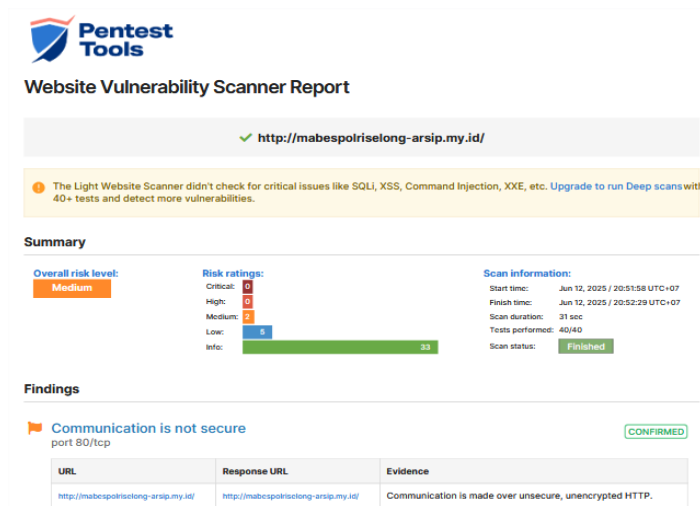 Pentest
Tools
Website Vulnerability Scanner Report
http://mabespolriselong-arsip.my.id/
The Light Website Scanner didn't check for critical issues like SQLi, XSS, Command Injection, XXE, etc. Upgrade to run Deep scans with
40+ tests and detect more vulnerabilities.
Summary
Overall risk level:
Medium
Risk ratings:
Critical: 0
High: 0
Medium: 2
Low: 5
Info: 33
Scan information:
Start time: Jun 12, 2025 / 20:51:58 UTC+07
Finish time: Jun 12, 2025 / 20:52:29 UTC+07
Scan duration: 31 sec
Tests performed: 40/40
Scan status: Finished
Findings
Communication is not secure
CONFIRMED
port 80/tcp
URL Response URL Evidence
http://mabespolriselong-arsip.my.id/ http://mabespolriselong-arsip.my.id/ Communication is made over unsecure, unencrypted HTTP.